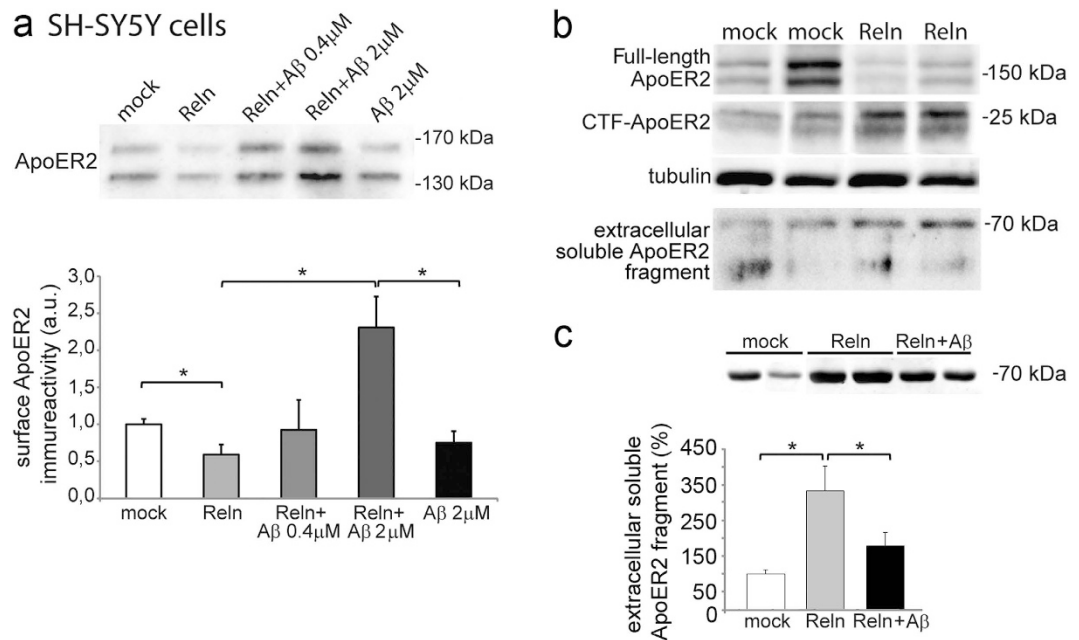 a SH-SY5Y cells
mock
Reln
Reln+Aβ 0.4μM
Reln+Aβ 2μM
Aβ 2μM
ApoER2
-170 kDa
-130 kDa
surface ApoER2
immureactivity (a.u.)
3,0
2,5
2,0
1,5
1,0
0,5
0,0
*
*
*
mock
Reln
Reln+
Aβ 0.4μM
Reln+
Aβ 2μM
Aβ 2μM
b
mock mock Reln Reln
Full-length
ApoER2
-150 kDa
CTF-ApoER2
-25 kDa
tubulin
extracellular
soluble ApoER2
fragment
-70 kDa
c
mock Reln Reln+Aβ
-70 kDa
extracellular soluble
ApoER2 fragment (%)
450
350
250
150
50
0
*
*
mock Reln Reln+Aβ